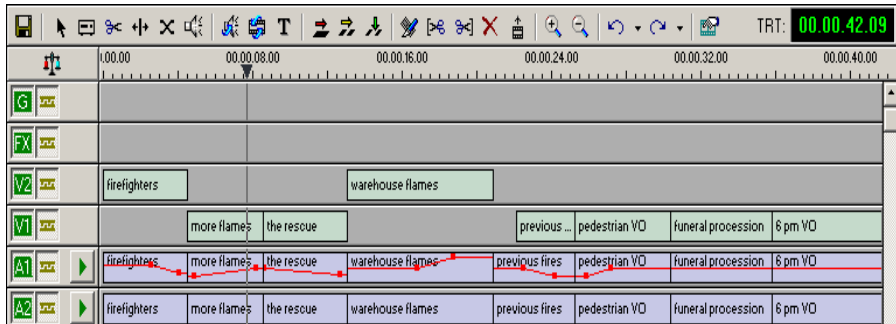 T TRT: 00.00.42.09
0.00.00 00.00.08.00 00.00.16.00 00.00.24.00 00.00.32.00 00.00.40.00
G
FX
V2 firefighters warehouse flames
V1 more flames the rescue previous ... pedestrian VO funeral procession 6 pm VO
A1 firefighters more flames the rescue warehouse flames previous fires pedestrian VO funeral procession 6 pm VO
A2 firefighters more flames the rescue warehouse flames previous fires pedestrian VO funeral procession 6 pm VO